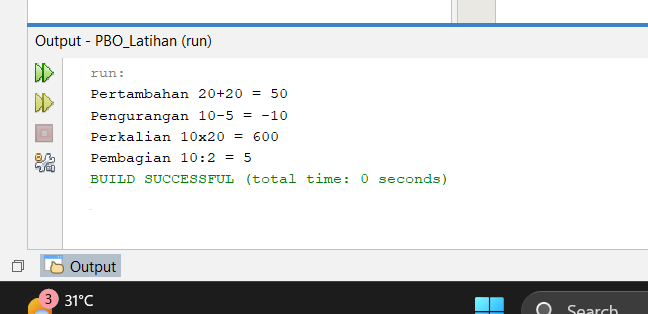 Output - PBO_Latihan (run)
run:
Pertambahan 20+20 = 50
Pengurangan 10-5 = -10
Perkalian 10x20 = 600
Pembagian 10:2 = 5
BUILD SUCCESSFUL (total time: 0 seconds)
Output
3 31°C
Search